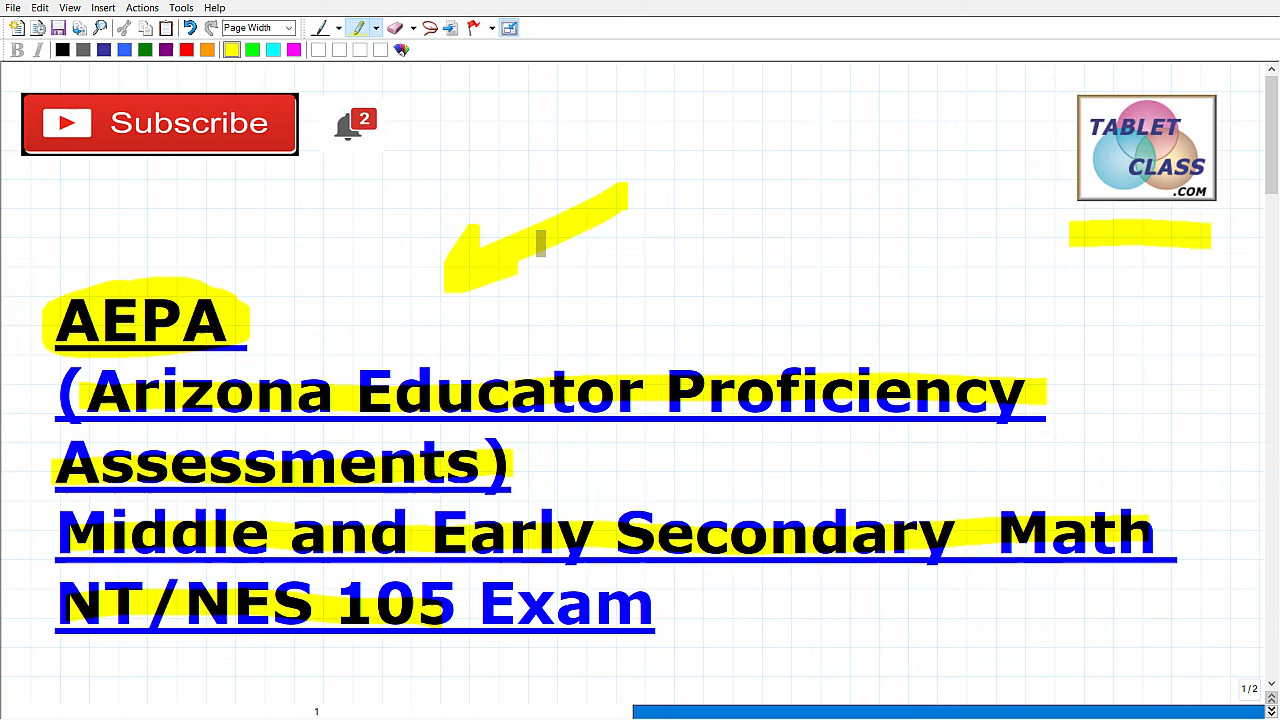 File Edit View Insert Actions Tools Help
Page Width
B I
Subscribe 2
TABLET
CLASS
.COM
AEPA
(Arizona Educator Proficiency
Assessments)
Middle and Early Secondary Math
NT/NES 105 Exam
1/2
1